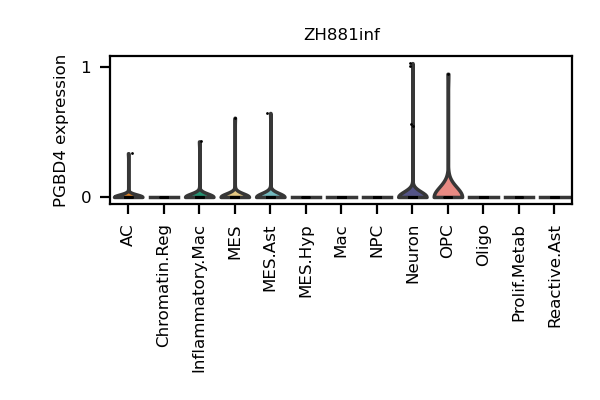 ZH881inf
PGBD4 expression
1
0
AC
Chromatin.Reg
Inflammatory.Mac
MES
MES.Ast
MES.Hyp
Mac
NPC
Neuron
OPC
Oligo
Prolif.Metab
Reactive.Ast